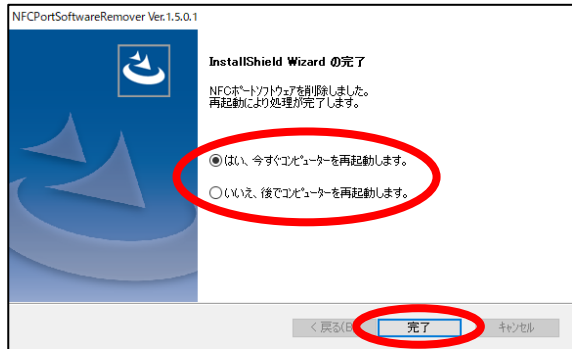 NFCPortSoftwareRemover Ver.1.5.0.1
InstallShield Wizard の完了
NFCポートソフトウェアを削除しました。
再起動により処理が完了します。
はい、今すぐコンピューターを再起動します。
いいえ、後でコンピューターを再起動します。
< 戻る(B
完了
キャンセル